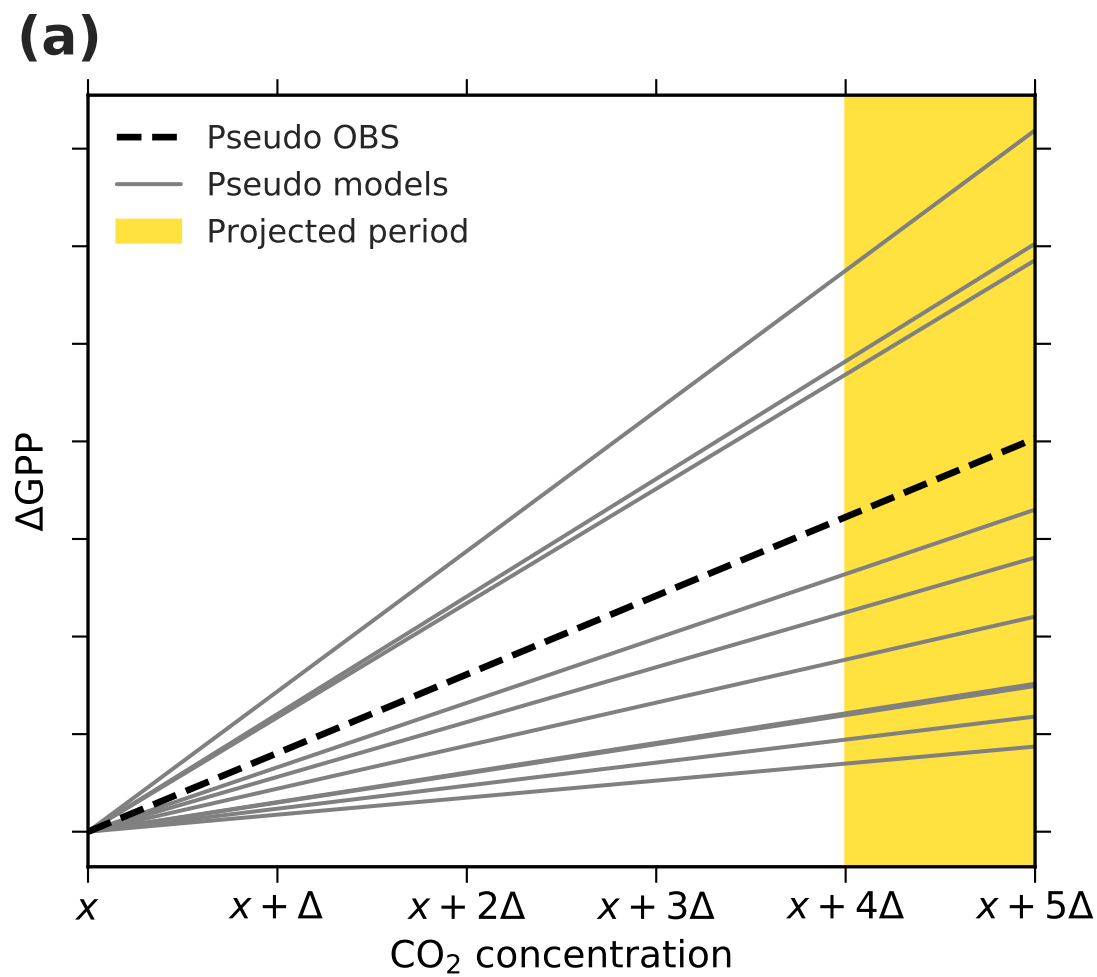 (a)
Pseudo OBS
Pseudo models
Projected period
ΔGPP
x x + Δ x + 2Δ x + 3Δ x + 4Δ x + 5Δ
CO₂ concentration